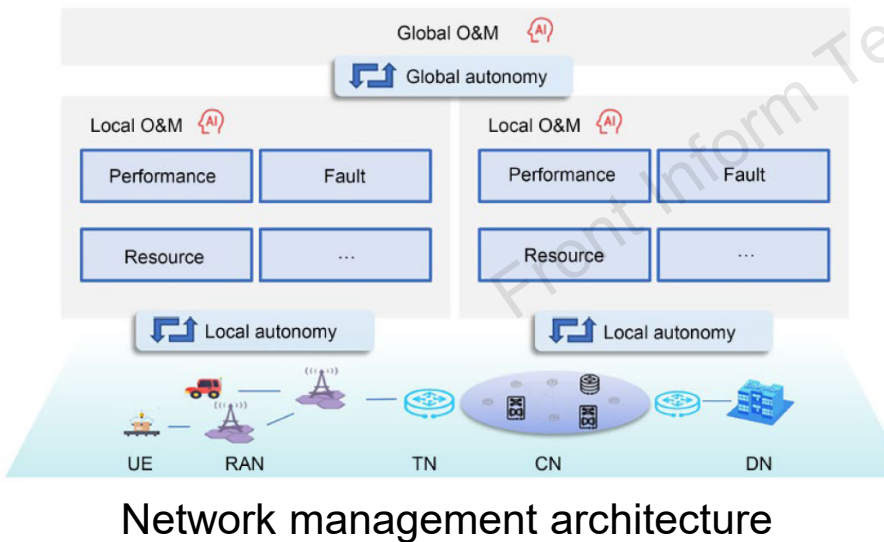 Global O&M AI
Global autonomy
Local O&M AI
Performance Fault
Resource ...
Local autonomy
Local O&M AI
Performance Fault
Resource ...
Local autonomy
UE RAN TN CN DN
Network management architecture
Front Inform Te